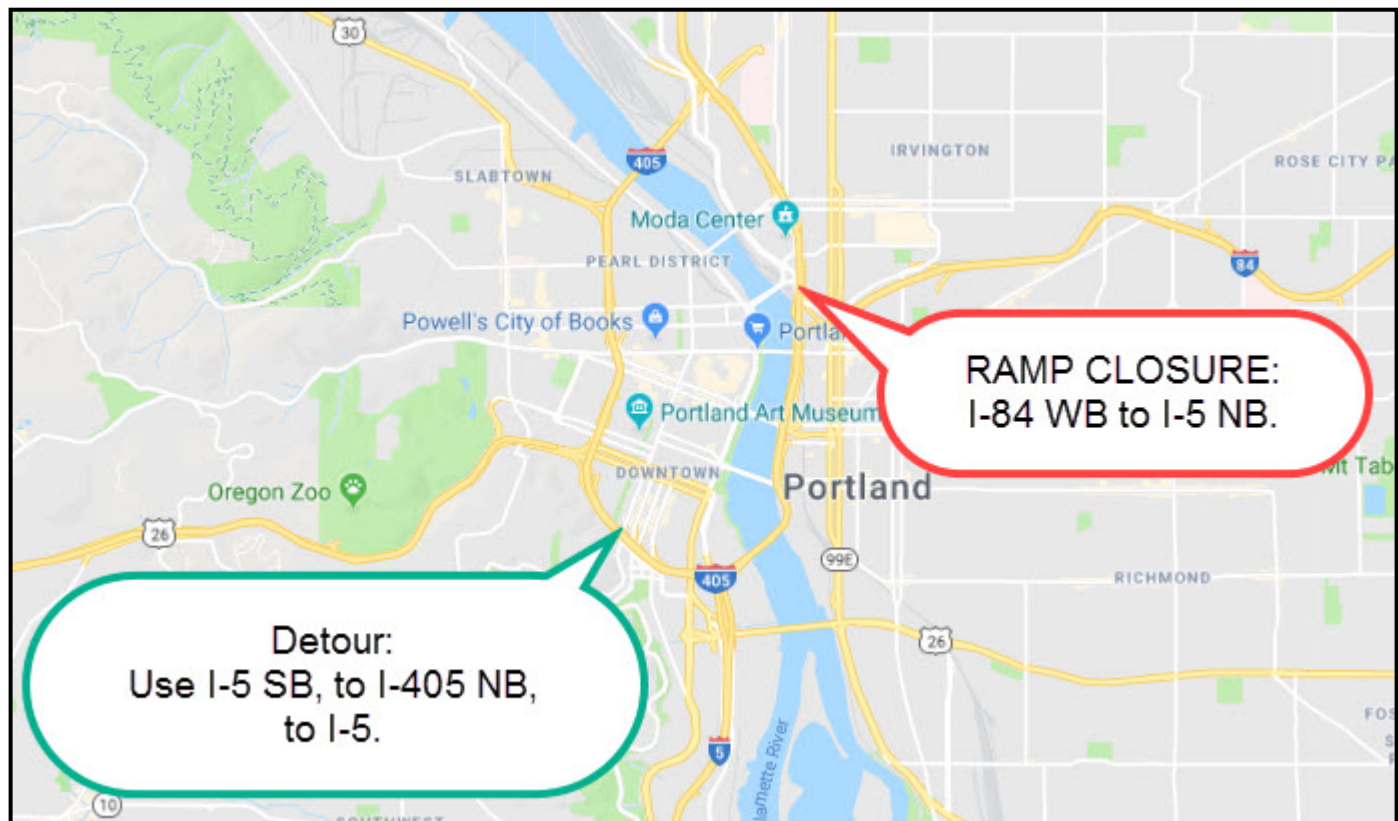 30
IRVINGTON
405
ROSE CITY PA
SLABTOWN
Moda Center
PEARL DISTRICT
84
Powell's City of Books
Portla
RAMP CLOSURE:
I-84 WB to I-5 NB.
Portland Art Museum
DOWNTOWN
Mt Tab
Portland
Oregon Zoo
26
99E
405
RICHMOND
Detour:
Use I-5 SB, to I-405 NB,
to I-5.
26
FOS
5
lamette River
10
SOUTHWEST